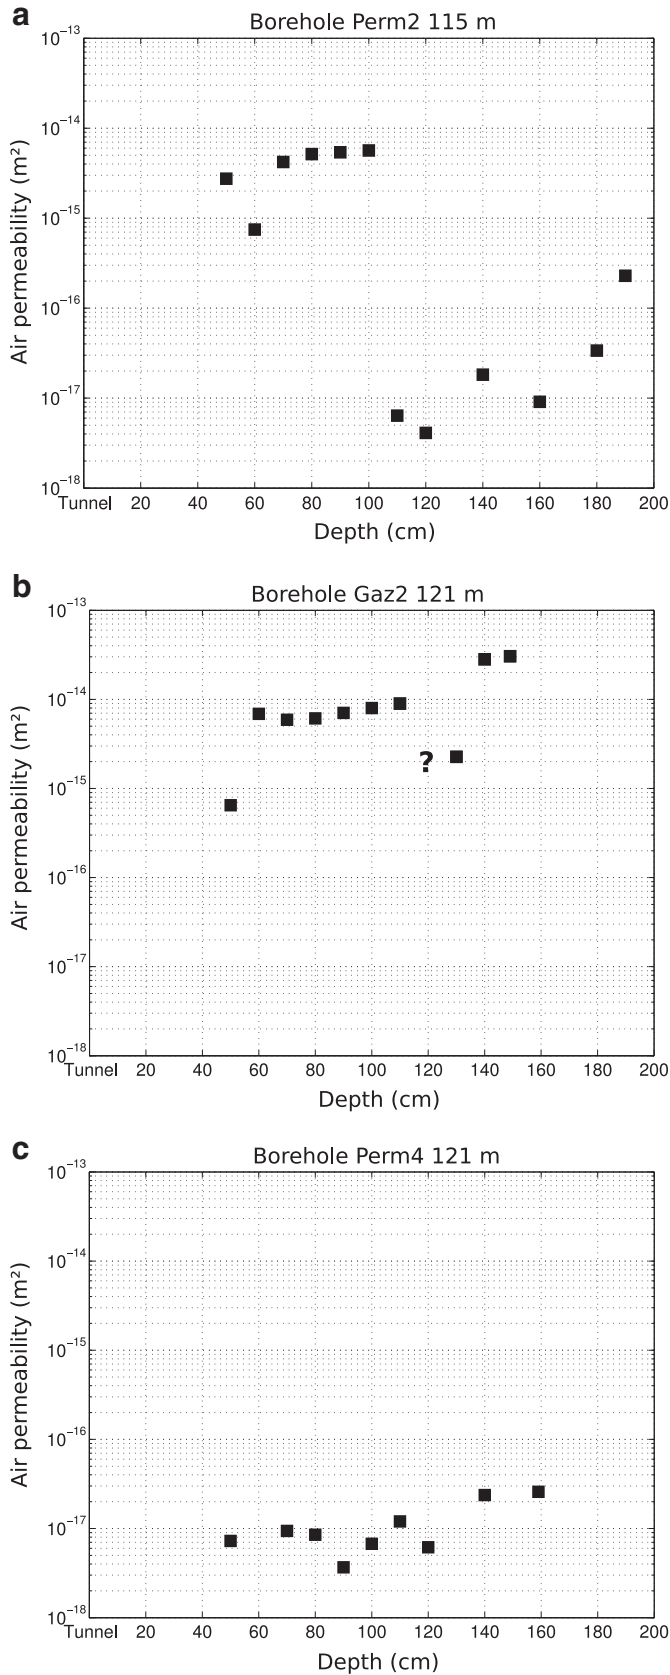 a
Borehole Perm2 115 m
10⁻¹³
10⁻¹⁴
10⁻¹⁵
10⁻¹⁶
10⁻¹⁷
10⁻¹⁸
Air permeability (m²)
Tunnel 20 40 60 80 100 120 140 160 180 200
Depth (cm)
b
Borehole Gaz2 121 m
10⁻¹³
10⁻¹⁴
?
10⁻¹⁵
10⁻¹⁶
10⁻¹⁷
10⁻¹⁸
Air permeability (m²)
Tunnel 20 40 60 80 100 120 140 160 180 200
Depth (cm)
c
Borehole Perm4 121 m
10⁻¹³
10⁻¹⁴
10⁻¹⁵
10⁻¹⁶
10⁻¹⁷
10⁻¹⁸
Air permeability (m²)
Tunnel 20 40 60 80 100 120 140 160 180 200
Depth (cm)